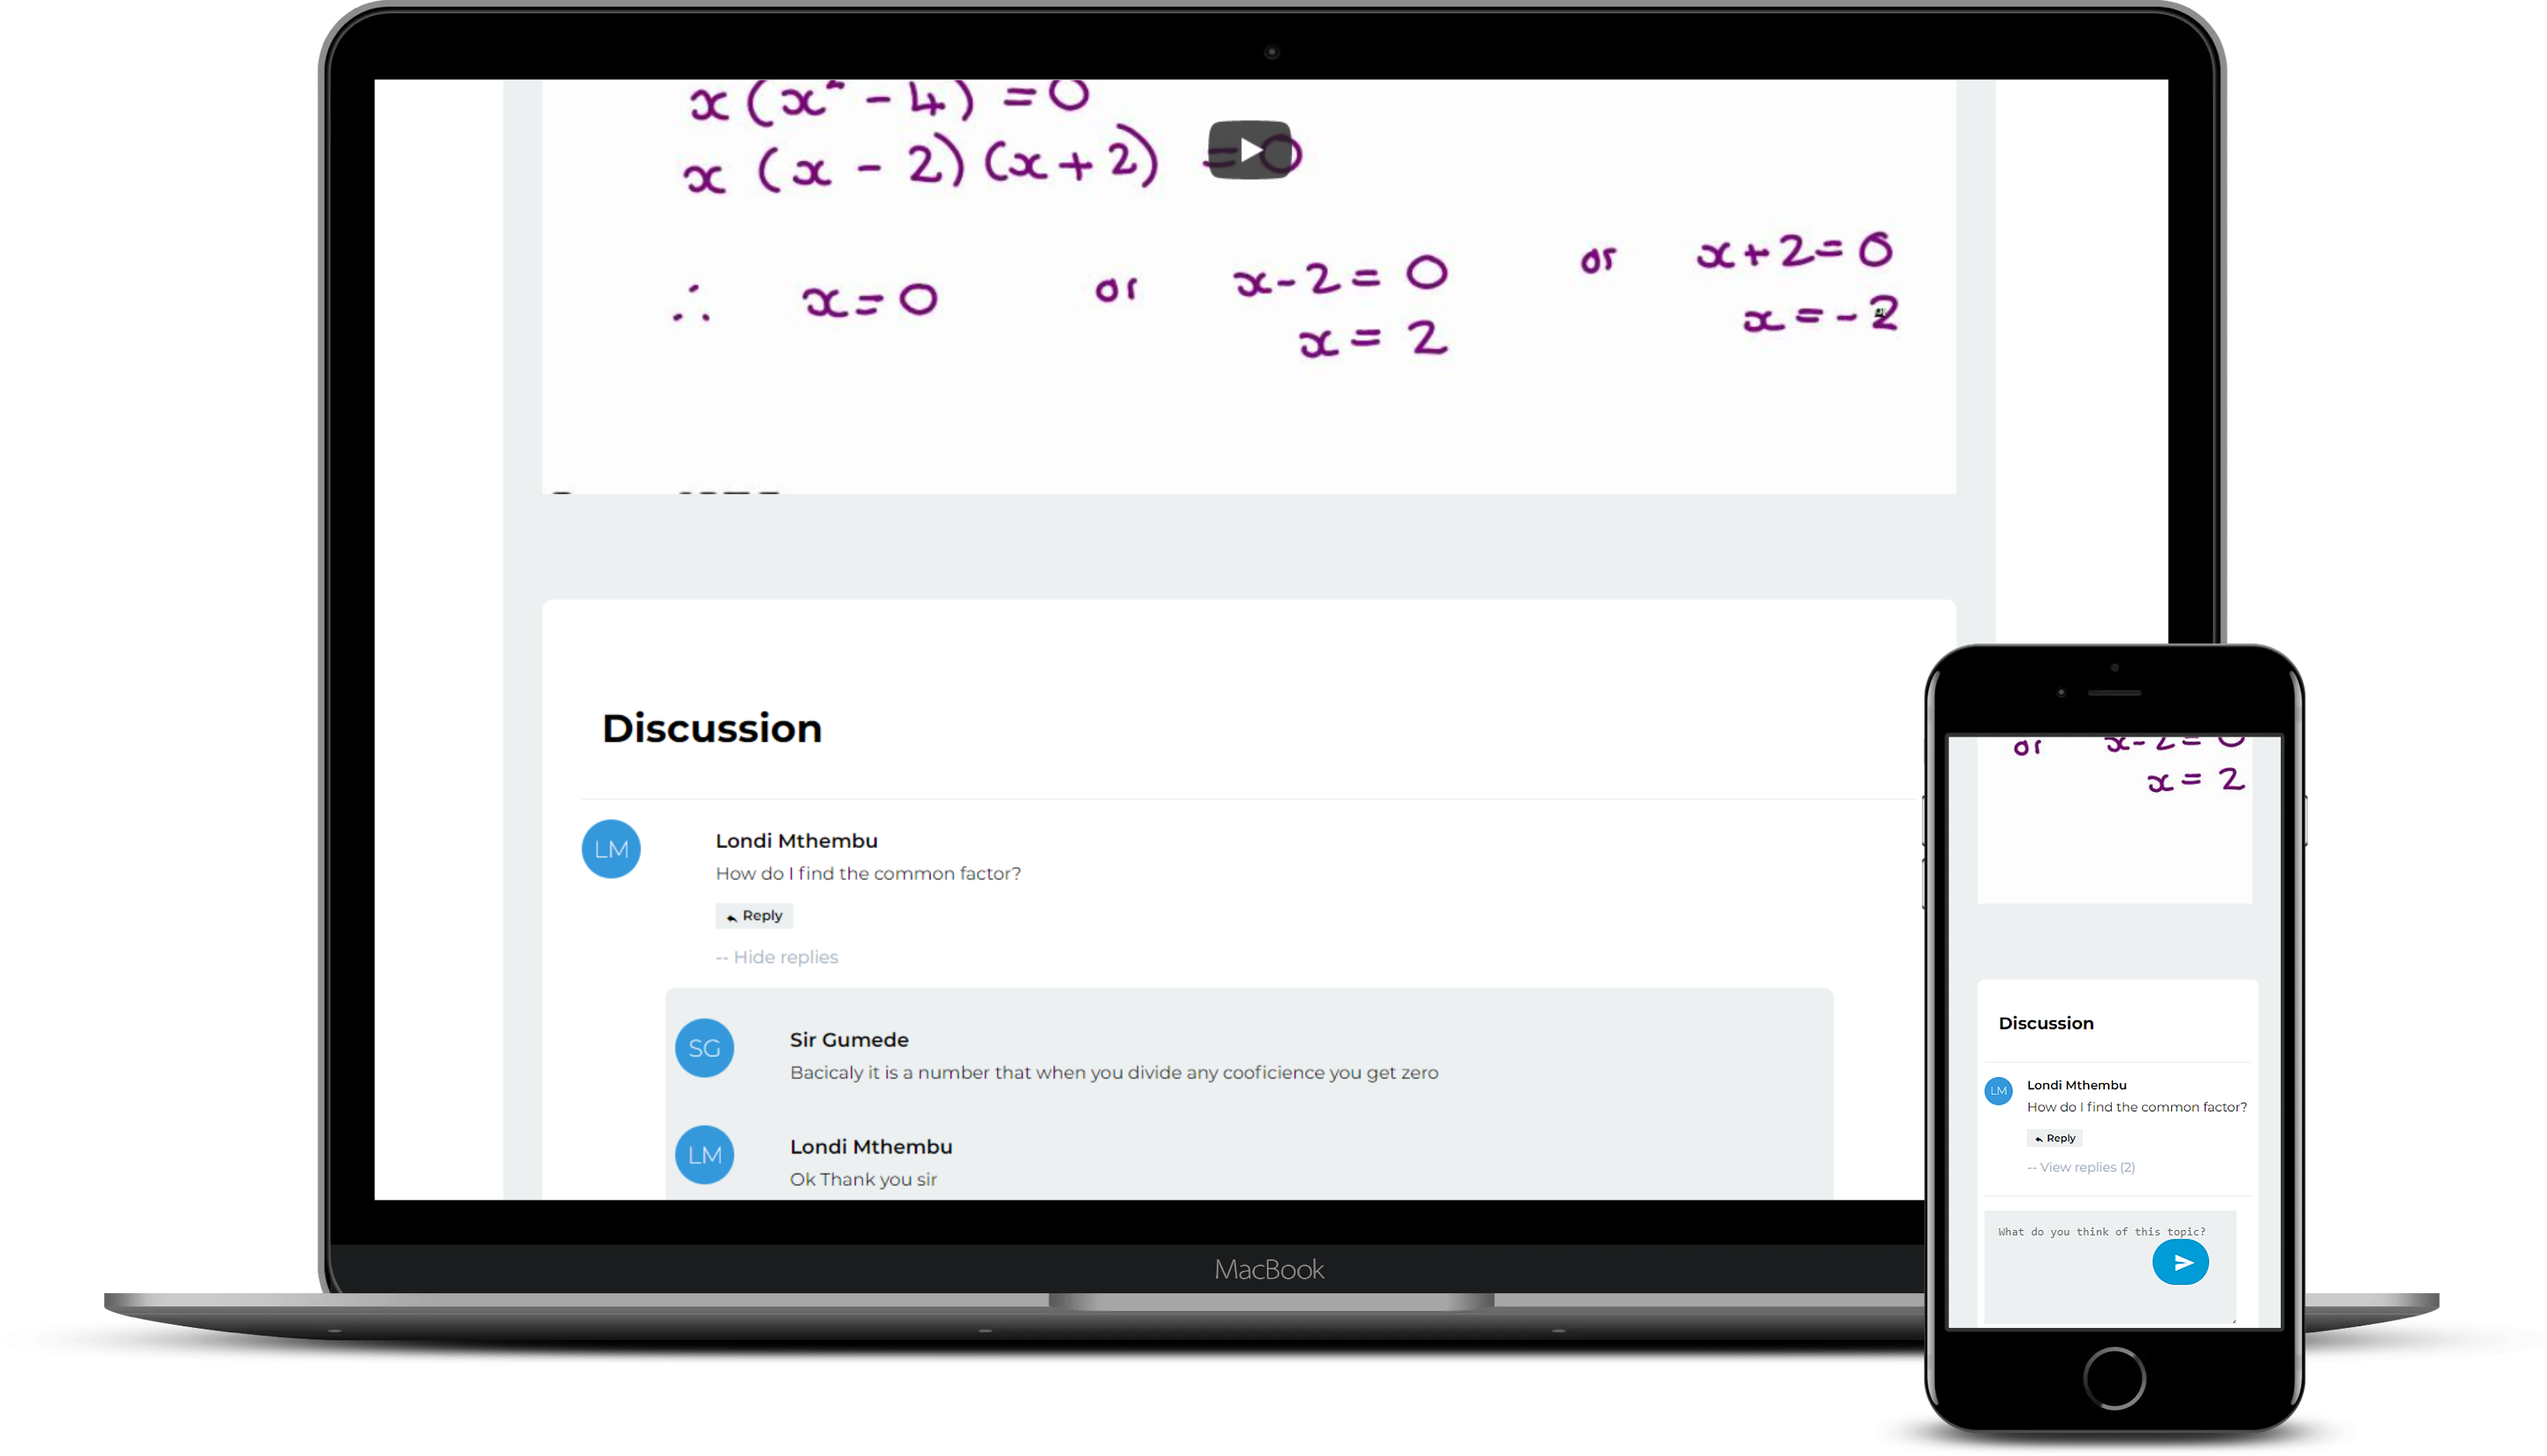 x(x² - 4) = 0
x (x - 2)(x + 2) = 0
∴ x = 0 or x - 2 = 0 or x + 2 = 0
x = 2 x = - 2
Discussion
LM Londi Mthembu
How do I find the common factor?
Reply
-- Hide replies
SG Sir Gumede
Bacicaly it is a number that when you divide any cooficience you get zero
LM Londi Mthembu
Ok Thank you sir
MacBook
or x - 2 = 0
x = 2
Discussion
LM Londi Mthembu
How do I find the common factor?
Reply
-- View replies (2)
What do you think of this topic?